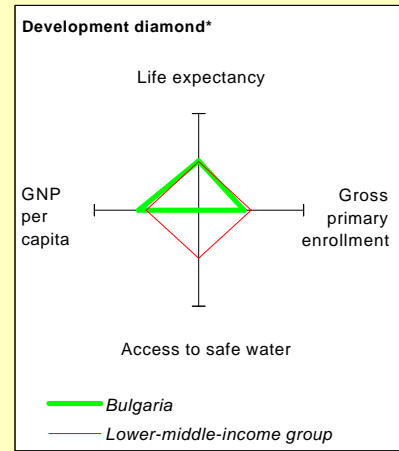 Development diamond*
Life expectancy
GNP
per
capita
Gross
primary
enrollment
Access to safe water
Bulgaria
Lower-middle-income group